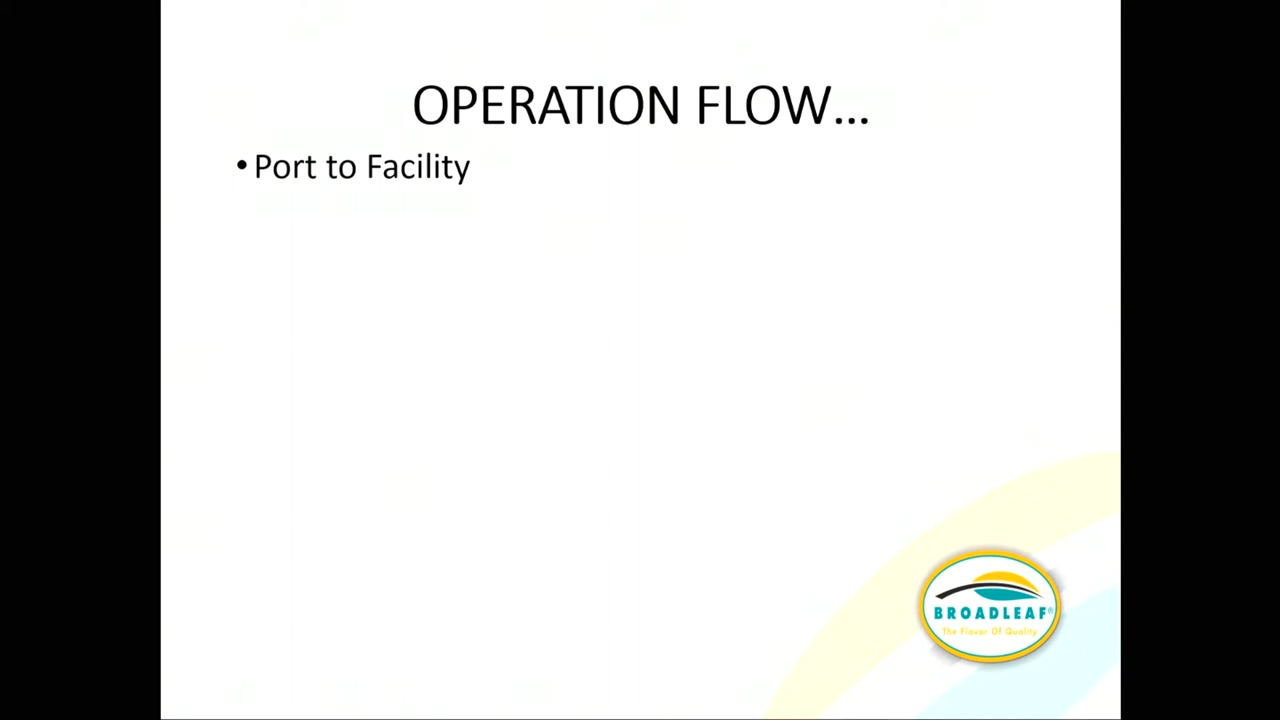 OPERATION FLOW…
• Port to Facility
BROADLEAF®
The Flavor Of Quality